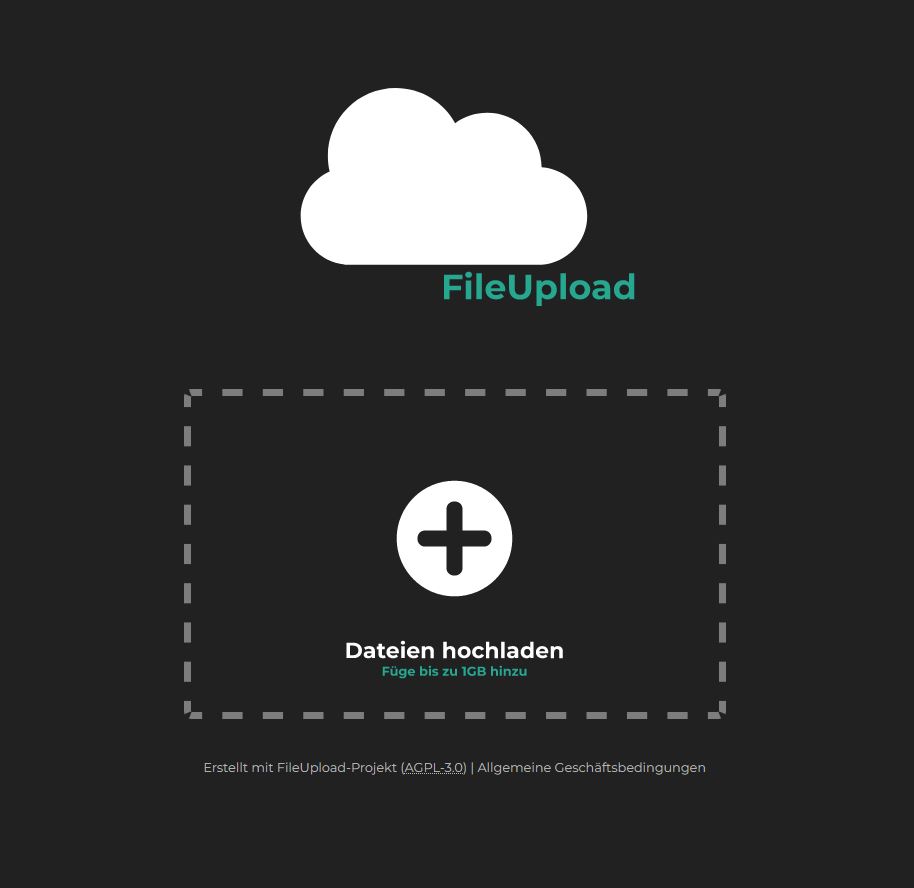 FileUpload
Dateien hochladen
Füge bis zu 1GB hinzu
Erstellt mit FileUpload-Projekt (AGPL-3.0) | Allgemeine Geschäftsbedingungen